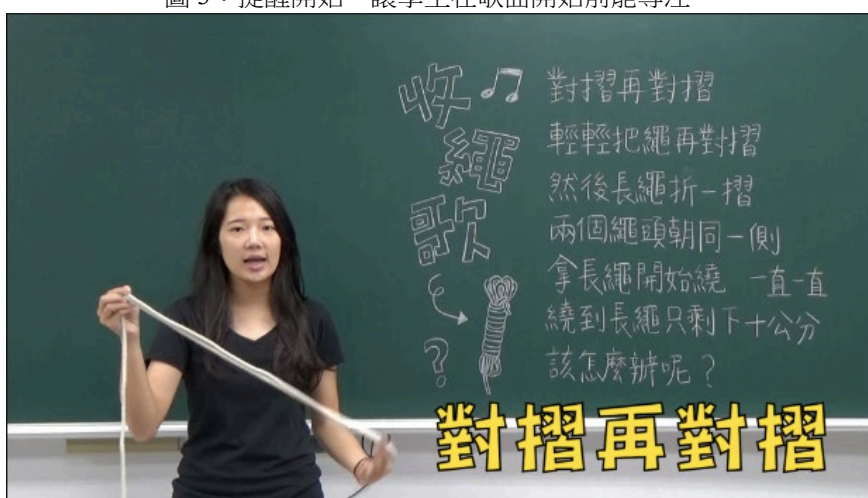 圖 3：提醒開始，讓學生在歌曲開始前能專注
收繩歌
?
對摺再對摺
輕輕把繩再對摺
然後長繩折一摺
兩個繩頭朝同一側
拿長繩開始繞 一直一直
繞到長繩只剩下十公分
該怎麼辦呢？
對摺再對摺